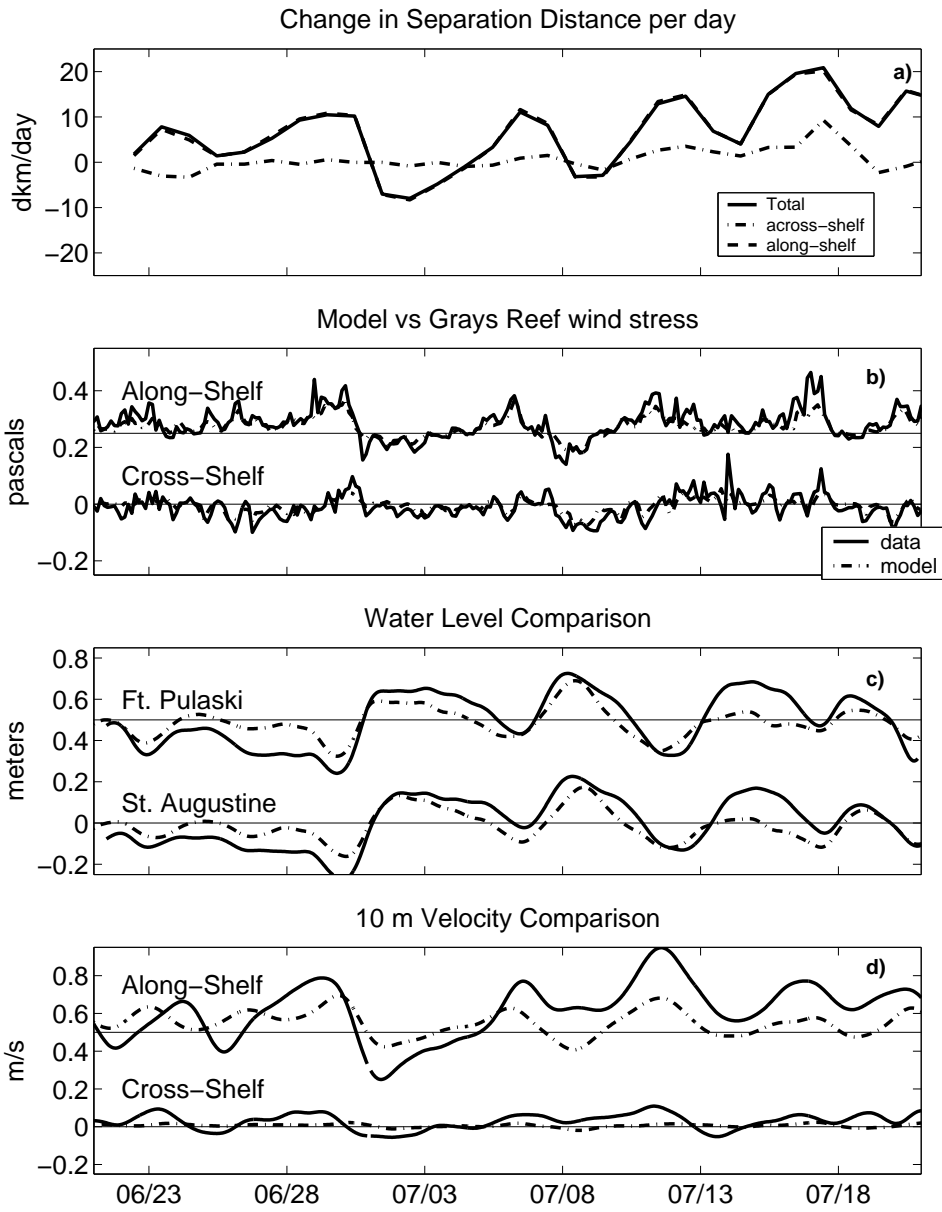 Change in Separation Distance per day
20
10
0
−10
−20
dkm/day
a)
Total
across−shelf
along−shelf
Model vs Grays Reef wind stress
0.4
0.2
0
−0.2
pascals
Along−Shelf
Cross−Shelf
b)
data
model
Water Level Comparison
0.8
0.6
0.4
0.2
0
−0.2
meters
Ft. Pulaski
St. Augustine
c)
10 m Velocity Comparison
0.8
0.6
0.4
0.2
0
−0.2
m/s
Along−Shelf
Cross−Shelf
d)
06/23 06/28 07/03 07/08 07/13 07/18